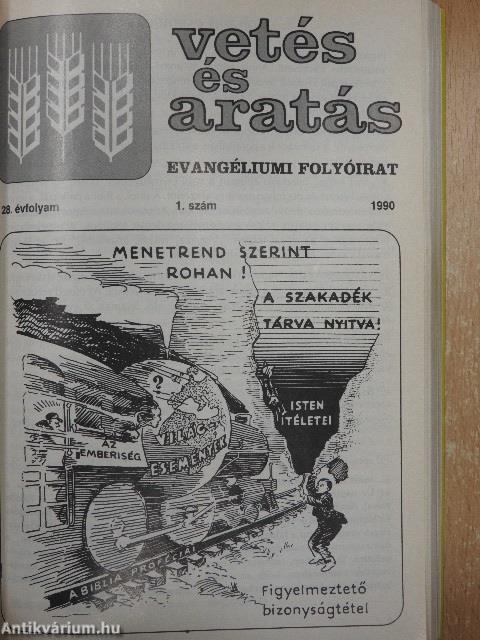 vetés
és
aratás
EVANGÉLIUMI FOLYÓIRAT
28. évfolyam 1. szám 1990
MENETREND SZERINT
ROHAN !
A SZAKADÉK
TÁRVA NYITVA!
?
ISTEN
ITÉLETEI
VILÁG-
ESEMÉNYEK
AZ
EMBERISÉG
A BIBLIA PRÓFÉCIÁI
Figyelmeztető
bizonyságtétel
Antikvárium.hu